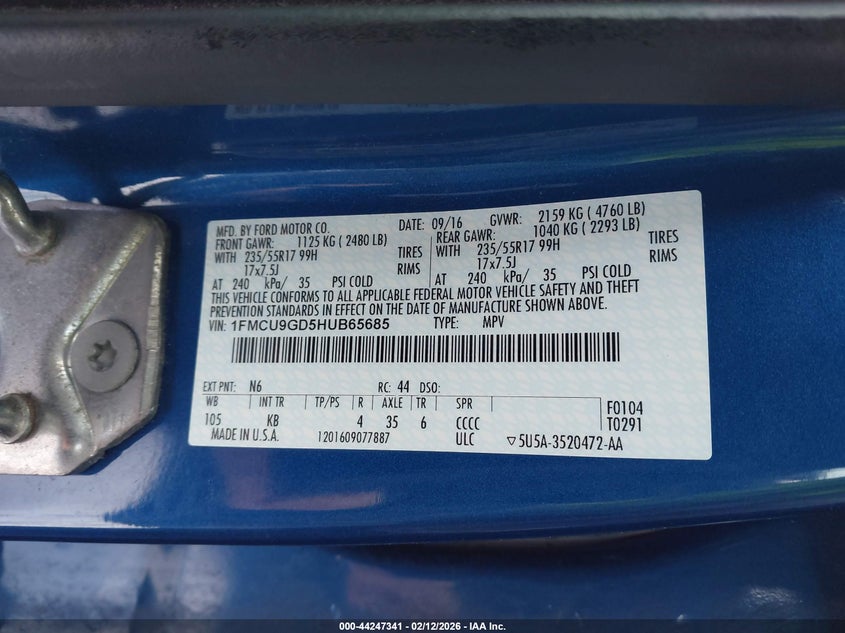 MFD. BY FORD MOTOR CO. DATE: 09/16 GVWR: 2159 KG ( 4760 LB)
FRONT GAWR: 1125 KG ( 2480 LB) REAR GAWR: 1040 KG ( 2293 LB)
WITH 235/55R17 99H TIRES WITH 235/55R17 99H TIRES
17x7.5J RIMS 17x7.5J RIMS
AT 240 kPa/ 35 PSI COLD AT 240 kPa/ 35 PSI COLD
THIS VEHICLE CONFORMS TO ALL APPLICABLE FEDERAL MOTOR VEHICLE SAFETY AND THEFT
PREVENTION STANDARDS IN EFFECT ON THE DATE OF MANUFACTURE SHOWN ABOVE.
VIN: 1FMCU9GD5HUB65685 TYPE: MPV
EXT PNT: N6 RC: 44 DSO:
WB INT TR TP/PS R AXLE TR SPR
105 KB 4 35 6 CCCC F0104
MADE IN U.S.A. 1201609077887 ULC T0291
▽5U5A-3520472-AA
000-44247341 - 02/12/2026 - IAA Inc.